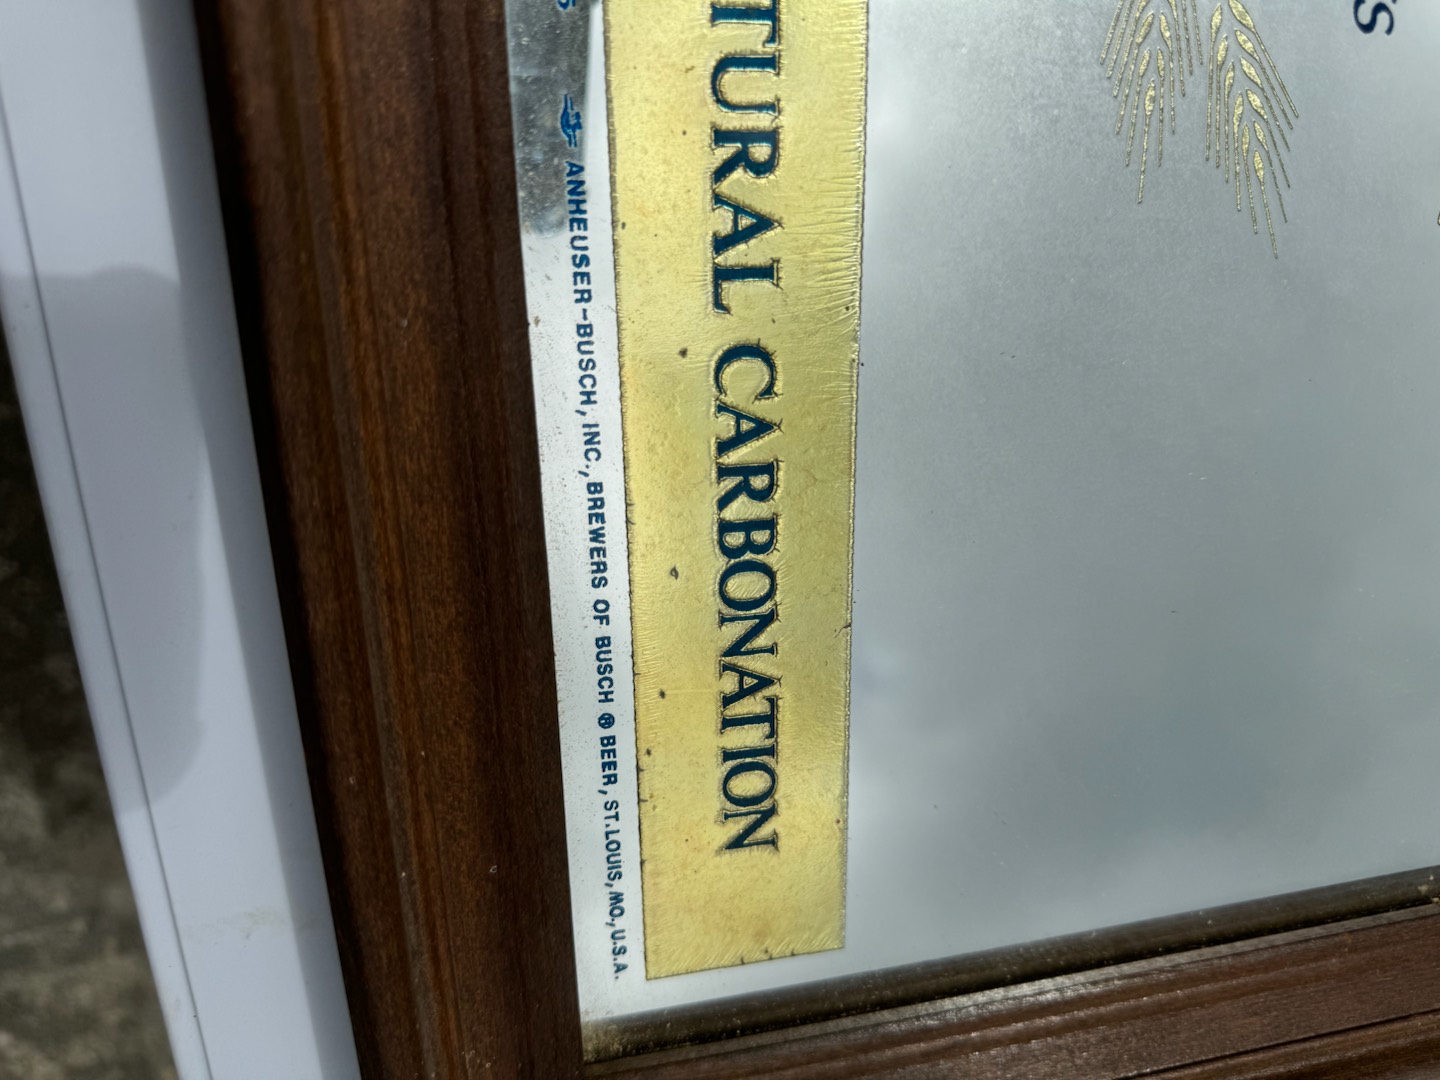 TURAL CARBONATION
ANHEUSER-BUSCH, INC., BREWERS OF BUSCH ® BEER, ST. LOUIS, MO., U.S.A.